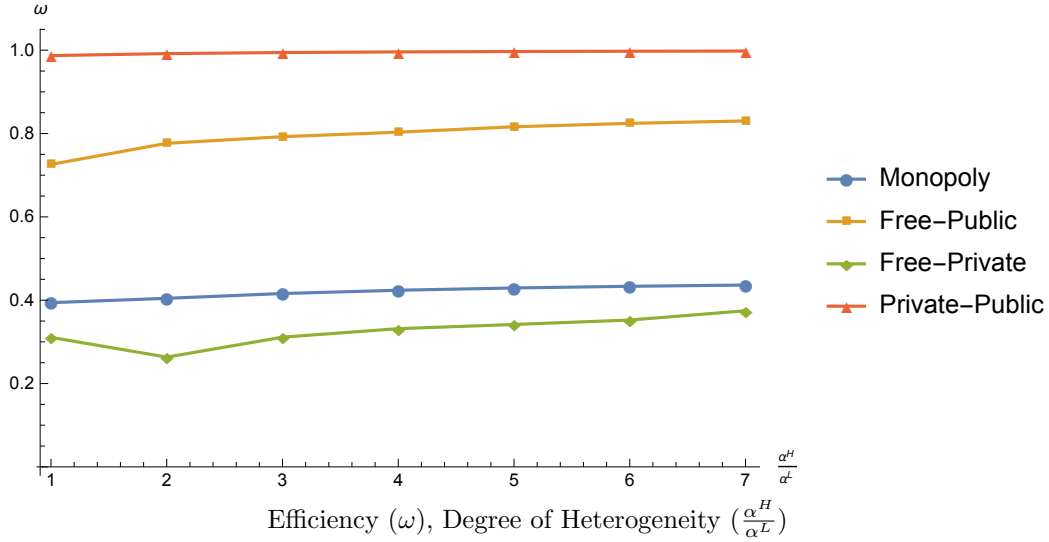 ω
1.0
0.8
0.6
0.4
0.2
1 2 3 4 5 6 7
α^H/α^L
Monopoly
Free–Public
Free–Private
Private–Public
Efficiency (ω), Degree of Heterogeneity (α^H/α^L)